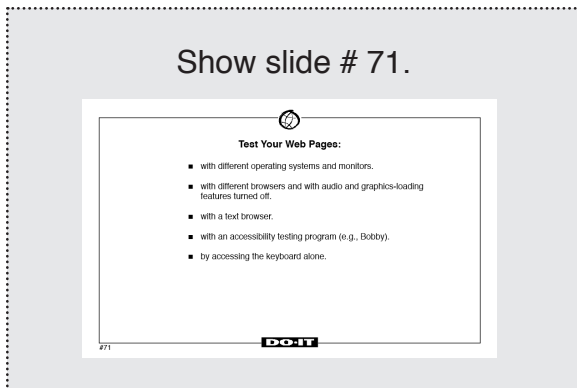 Show slide # 71.
Test Your Web Pages:
■ with different operating systems and monitors.
■ with different browsers and with audio and graphics-loading
features turned off.
■ with a text browser.
■ with an accessibility testing program (e.g., Bobby).
■ by accessing the keyboard alone.
#71
DO-IT